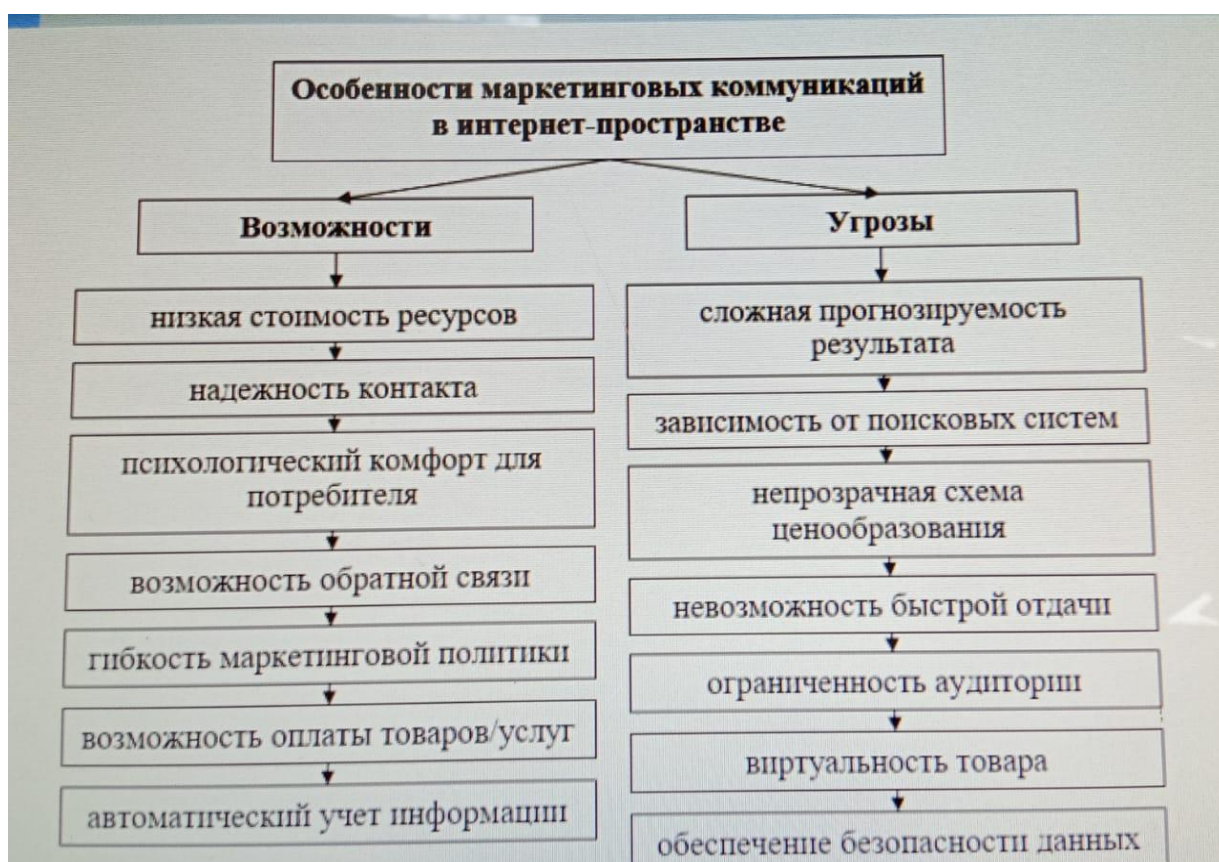 Особенности маркетинговых коммуникаций
в интернет-пространстве
Возможности
низкая стоимость ресурсов
надежность контакта
психологический комфорт для
потребителя
возможность обратной связи
гибкость маркетинговой политики
возможность оплаты товаров/услуг
автоматический учет информации
Угрозы
сложная прогнозируемость
результата
зависимость от поисковых систем
непрозрачная схема
ценообразования
невозможность быстрой отдачи
ограниченность аудитории
виртуальность товара
обеспечение безопасности данных